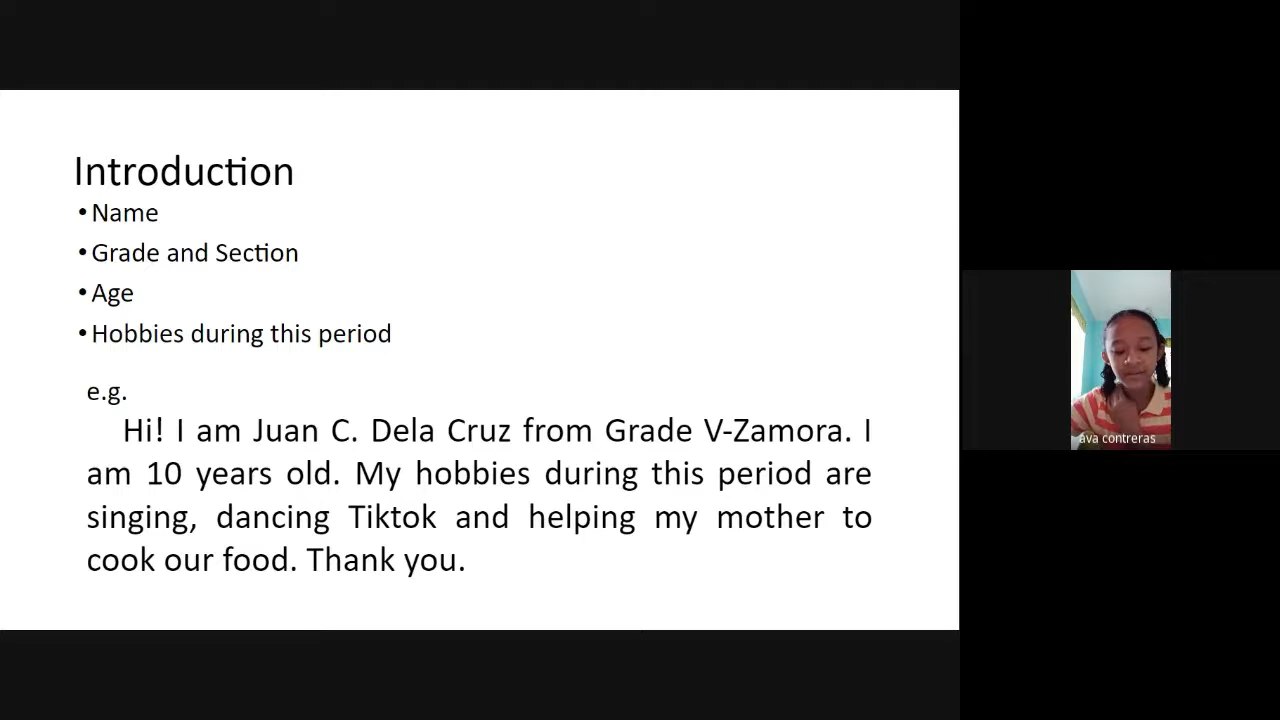 Introduction
•Name
•Grade and Section
•Age
•Hobbies during this period
e.g.
Hi! I am Juan C. Dela Cruz from Grade V-Zamora. I
am 10 years old. My hobbies during this period are
singing, dancing Tiktok and helping my mother to
cook our food. Thank you.
ava contreras